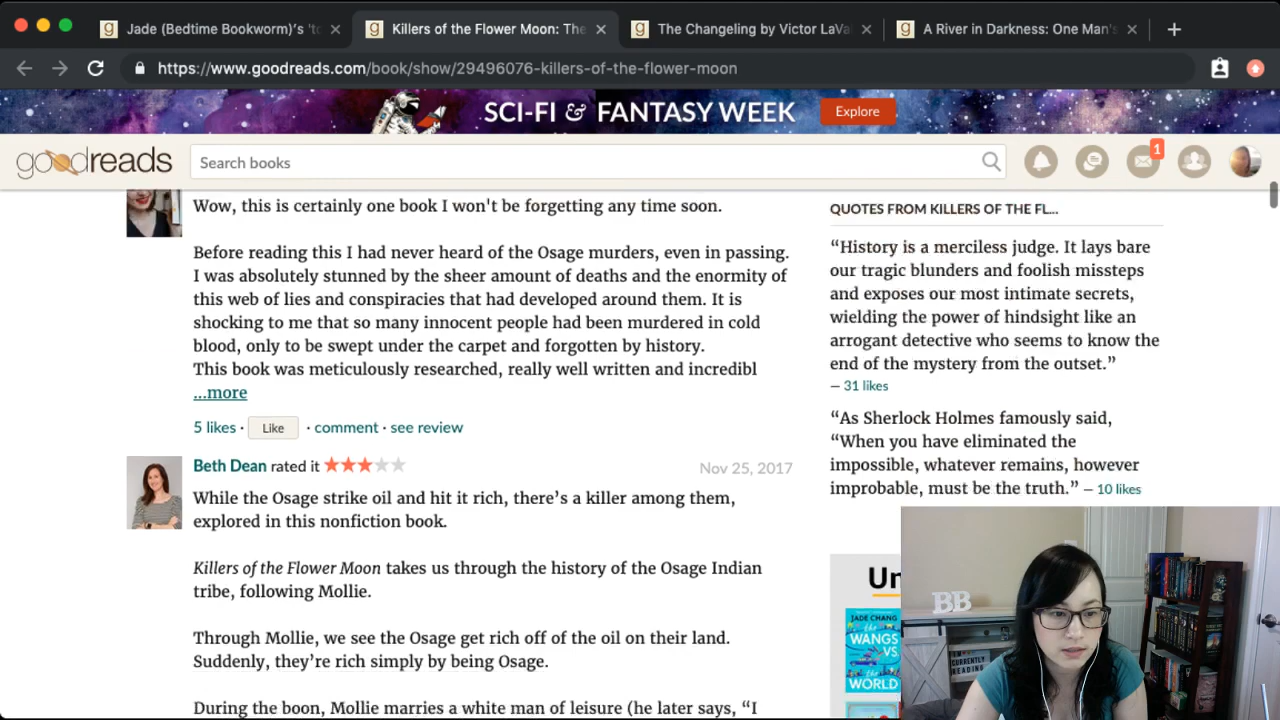 Jade (Bedtime Bookworm)'s 'to
Killers of the Flower Moon: The
The Changeling by Victor LaVal
A River in Darkness: One Man's
https://www.goodreads.com/book/show/29496076-killers-of-the-flower-moon
SCI-FI & FANTASY WEEK
Explore
goodreads
Search books
1
Wow, this is certainly one book I won't be forgetting any time soon.
Before reading this I had never heard of the Osage murders, even in passing.
I was absolutely stunned by the sheer amount of deaths and the enormity of
this web of lies and conspiracies that had developed around them. It is
shocking to me that so many innocent people had been murdered in cold
blood, only to be swept under the carpet and forgotten by history.
This book was meticulously researched, really well written and incredibl
...more
5 likes · Like · comment · see review
Beth Dean rated it
Nov 25, 2017
While the Osage strike oil and hit it rich, there's a killer among them,
explored in this nonfiction book.
Killers of the Flower Moon takes us through the history of the Osage Indian
tribe, following Mollie.
Through Mollie, we see the Osage get rich off of the oil on their land.
Suddenly, they're rich simply by being Osage.
During the boon, Mollie marries a white man of leisure (he later says, “I
QUOTES FROM KILLERS OF THE FL...
“History is a merciless judge. It lays bare
our tragic blunders and foolish missteps
and exposes our most intimate secrets,
wielding the power of hindsight like an
arrogant detective who seems to know the
end of the mystery from the outset.”
— 31 likes
“As Sherlock Holmes famously said,
“When you have eliminated the
impossible, whatever remains, however
improbable, must be the truth.” — 10 likes
Un
JADE CHANG
the
WANGS
VS.
the
WORLD
BB
CURRENTLY
READING